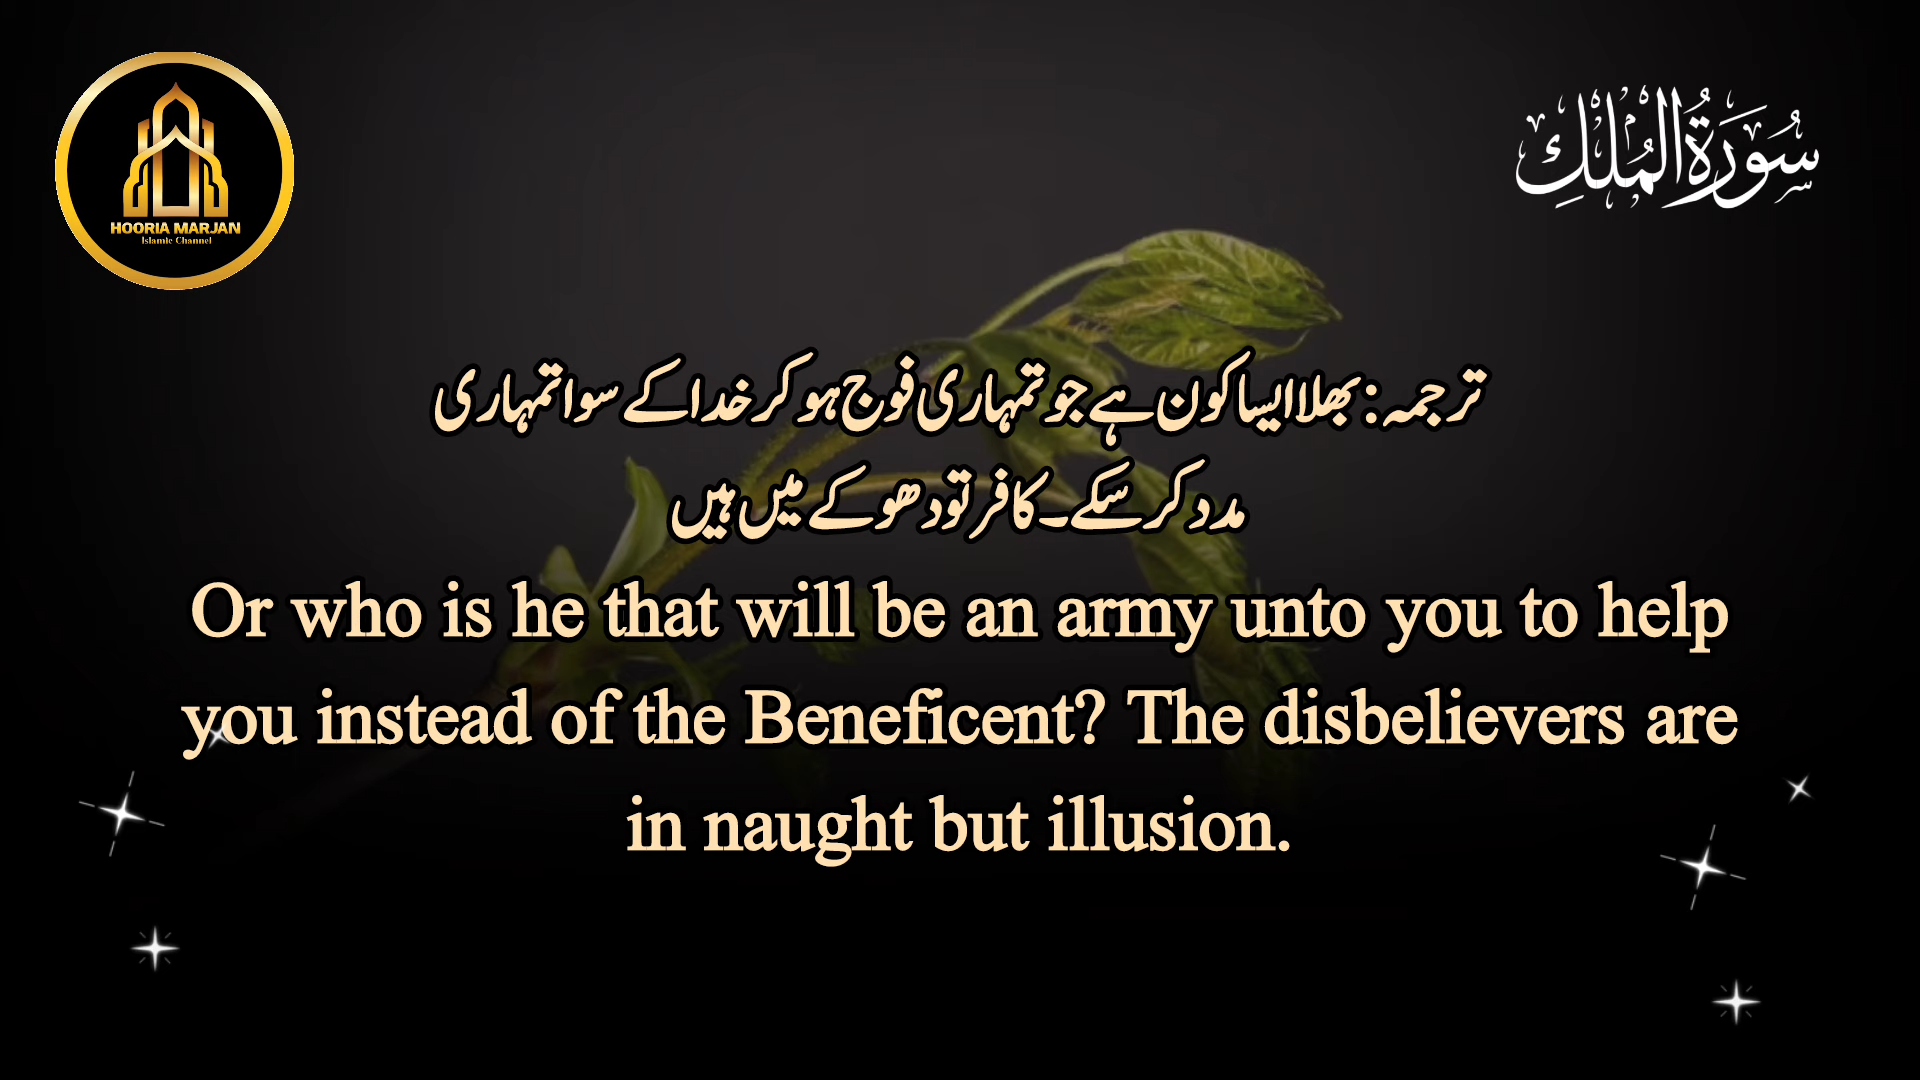 HOORIA MARJAN
Islamic Channel
سُورَةُ الْمُلْكِ
ترجمہ: بھلا ایسا کون ہے جو تمہاری فوج ہو کر خدا کے سوا تمہاری
مدد کر سکے۔ کافر تو دھوکے میں ہیں
Or who is he that will be an army unto you to help
you instead of the Beneficent? The disbelievers are
in naught but illusion.